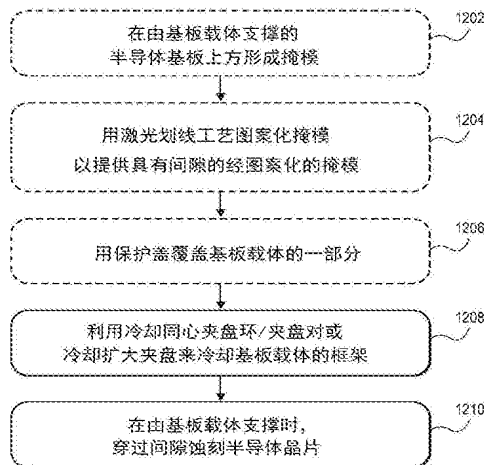 1202
在由基板载体支撑的
半导体基板上方形成掩模
1204
用激光划线工艺图案化掩模
以提供具有间隙的经图案化的掩模
1206
用保护盖覆盖基板载体的一部分
1208
利用冷却同心夹盘环/夹盘对或
冷却扩大夹盘来冷却基板载体的框架
1210
在由基板载体支撑时,
穿过间隙蚀刻半导体晶片